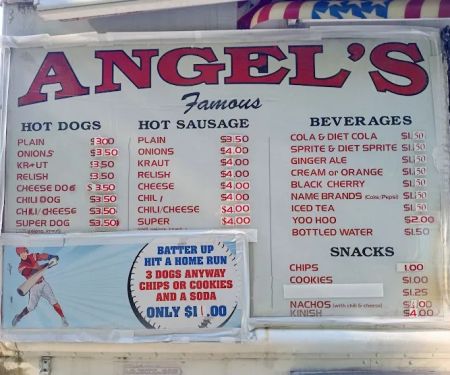 ANGEL'S
Famous
HOT DOGS
PLAIN $3.00
ONIONS $3.50
KRAUT $3.50
RELISH $3.50
CHEESE DOG $3.50
CHILI DOG $3.50
CHILI/CHEESE $3.50
SUPER DOG $3.50
HOT SAUSAGE
PLAIN $3.50
ONIONS $4.00
KRAUT $4.00
RELISH $4.00
CHEESE $4.00
CHILI $4.00
CHILI/CHEESE $4.00
SUPER $4.00
BEVERAGES
COLA & DIET COLA $1.50
SPRITE & DIET SPRITE $1.50
GINGER ALE $1.50
CREAM or ORANGE $1.50
BLACK CHERRY $1.50
NAME BRANDS (Coke/Pepsi) $1.50
ICED TEA $1.50
YOO HOO $2.00
BOTTLED WATER $1.50
SNACKS
CHIPS 1.00
COOKIES $1.00
$1.25
NACHOS (with chili & cheese) $4.00
KINISH $4.00
BATTER UP
HIT A HOME RUN
3 DOGS ANYWAY
CHIPS OR COOKIES
AND A SODA
ONLY $11.00